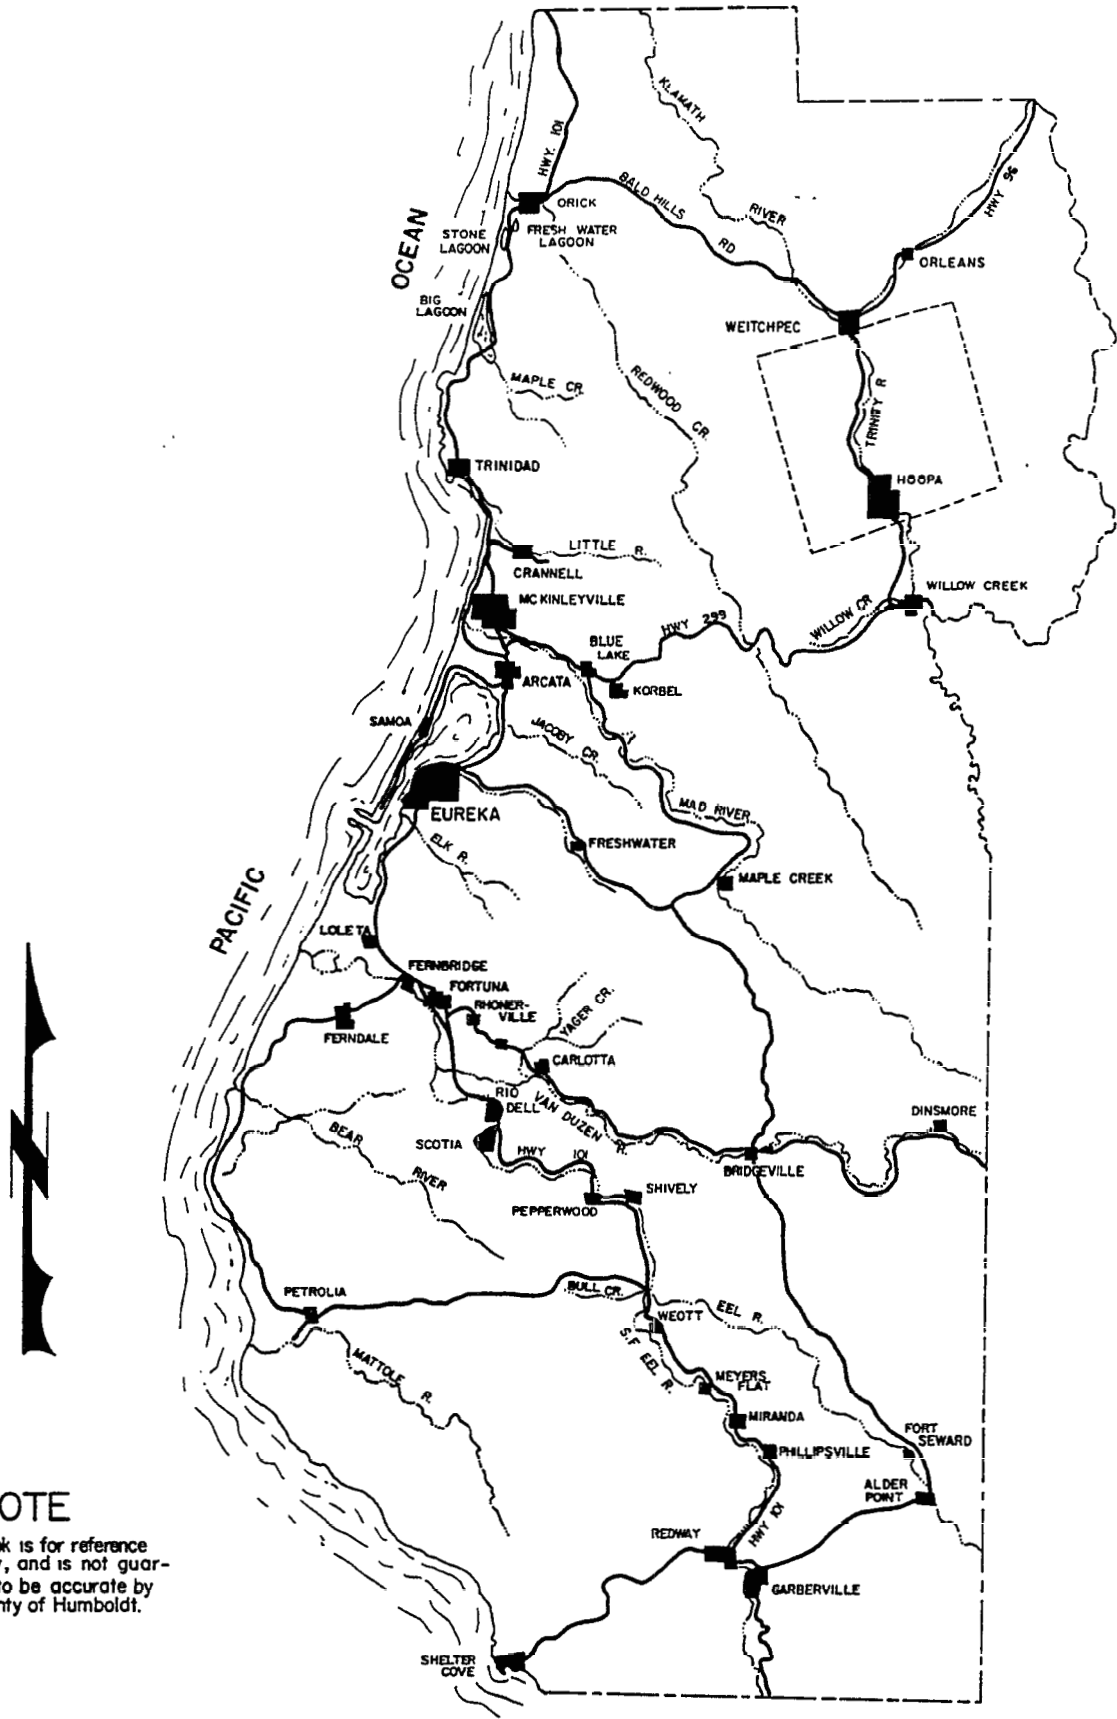 KLAMATH
HWY. 101
BALD HILLS
RD
RIVER
HWY 96
ORICK
OCEAN
STONE
LAGOON
FRESH WATER
LAGOON
ORLEANS
BIG
LAGOON
WEITCHPEC
MAPLE CR.
REDWOOD CR.
TRINITY R
TRINIDAD
HOOPA
LITTLE R.
CRANNELL
WILLOW CREEK
MC KINLEYVILLE
WILLOW CR
HWY 299
BLUE
LAKE
ARCATA
KORBEL
SAMOA
JACOBY CR.
EUREKA
MAD RIVER
ELK R.
FRESHWATER
MAPLE CREEK
PACIFIC
LOLETA
FERNBRIDGE
FORTUNA
RHONER-
VILLE
YAGER CR.
FERNDALE
CARLOTTA
RIO
DELL
VAN DUZEN R.
DINSMORE
BEAR
RIVER
SCOTIA
HWY 101
BRIDGEVILLE
SHIVELY
PEPPERWOOD
PETROLIA
BULL CR.
EEL R.
WEOTT
S.F. EEL R.
MATTOLE R.
MEYERS
FLAT
MIRANDA
PHILLIPSVILLE
FORT
SEWARD
ALDER
POINT
HWY 101
REDWAY
GARBERVILLE
SHELTER
COVE
N
OTE
k is for reference
, and is not guar-
to be accurate by
nty of Humboldt.